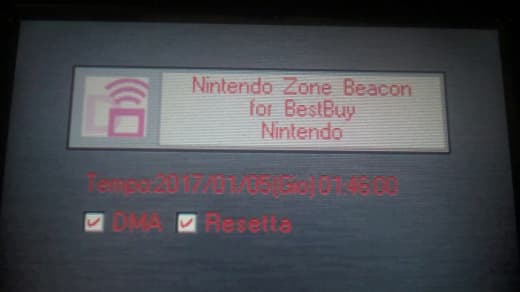 Nintendo Zone Beacon
for BestBuy
Nintendo
Tempo:2017/01/05(Gio) 01:46:00
DMA Resetta